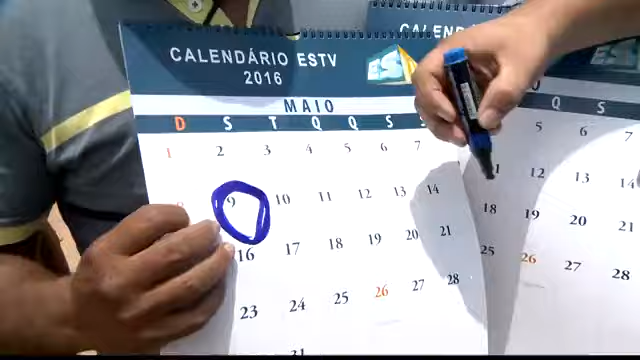 CALENDÁRIO ESTV
2016
MAIO
D S T Q Q S S
1 2 3 4 5 6 7
8 9 10 11 12 13 14
16 17 18 19 20 21
23 24 25 26 27 28
31
CALENDÁRIO
Q S
5 6 7
12 13 14
18 19 20 21
25 26 27 28